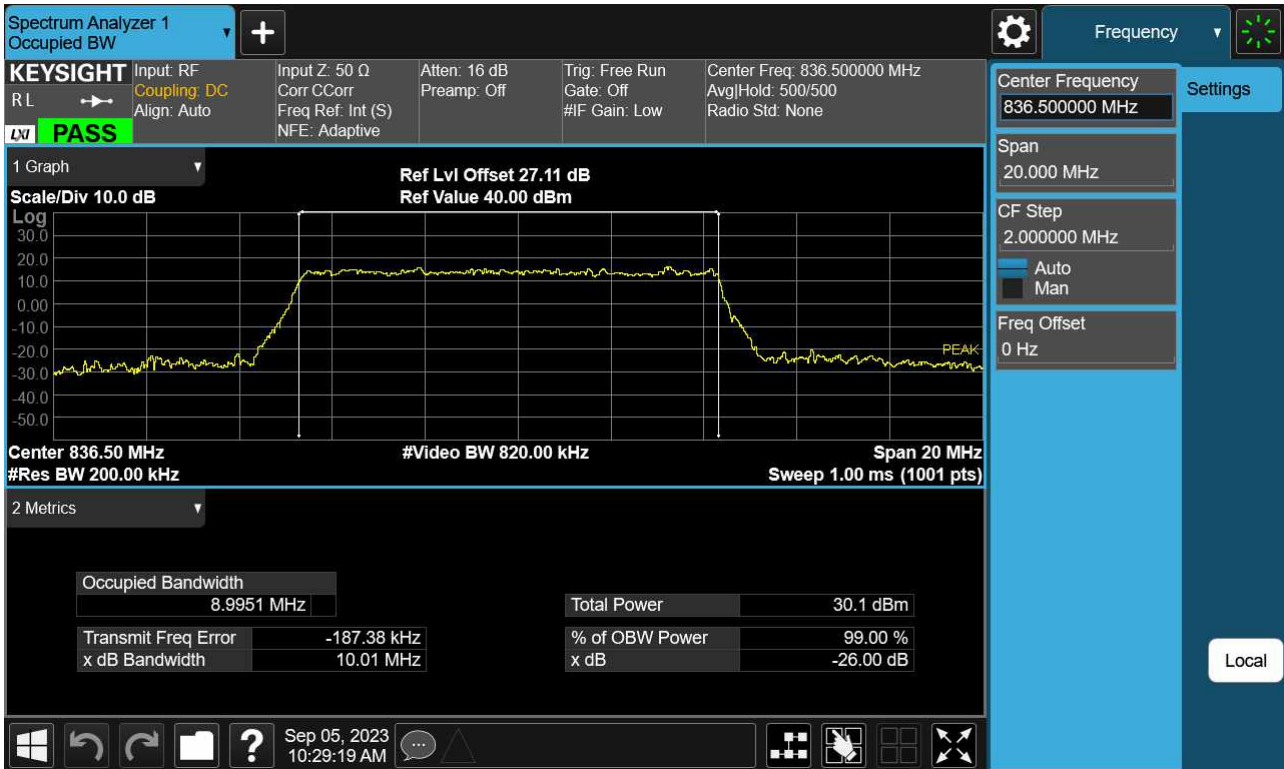 Spectrum Analyzer 1
Occupied BW
+
Frequency
KEYSIGHT
R L
LXI
PASS
Input: RF
Coupling: DC
Align: Auto
Input Z: 50 Ω
Corr CCorr
Freq Ref: Int (S)
NFE: Adaptive
Atten: 16 dB
Preamp: Off
Trig: Free Run
Gate: Off
#IF Gain: Low
Center Freq: 836.500000 MHz
Avg|Hold: 500/500
Radio Std: None
Center Frequency
836.500000 MHz
Settings
Span
20.000 MHz
CF Step
2.000000 MHz
Auto
Man
Freq Offset
0 Hz
Local
1 Graph
Ref Lvl Offset 27.11 dB
Scale/Div 10.0 dB
Ref Value 40.00 dBm
Log
30.0
20.0
10.0
0.00
-10.0
-20.0
-30.0
-40.0
-50.0
PEAK
Center 836.50 MHz
#Video BW 820.00 kHz
Span 20 MHz
#Res BW 200.00 kHz
Sweep 1.00 ms (1001 pts)
2 Metrics
Occupied Bandwidth
8.9951 MHz
Total Power 30.1 dBm
Transmit Freq Error -187.38 kHz
% of OBW Power 99.00 %
x dB Bandwidth 10.01 MHz
x dB -26.00 dB
?
Sep 05, 2023
10:29:19 AM